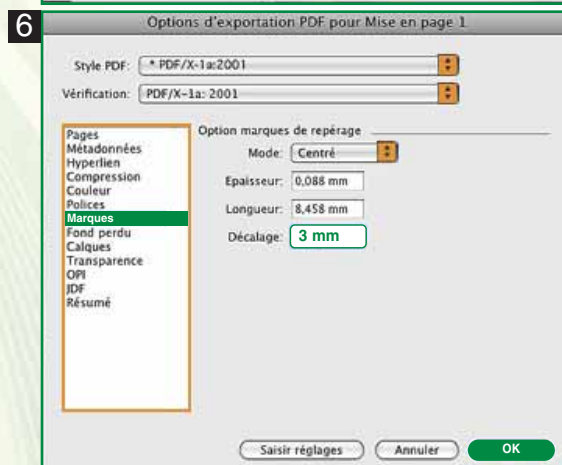 6
Options d'exportation PDF pour Mise en page 1
Style PDF: * PDF/X-1a:2001
Vérification: PDF/X-1a: 2001
Pages
Métadonnées
Hyperlien
Compression
Couleur
Polices
Marques
Fond perdu
Calques
Transparence
OPI
JDF
Résumé
Option marques de repérage
Mode: Centré
Epaisseur: 0,088 mm
Longueur: 8,458 mm
Décalage: 3 mm
Saisir réglages Annuler OK